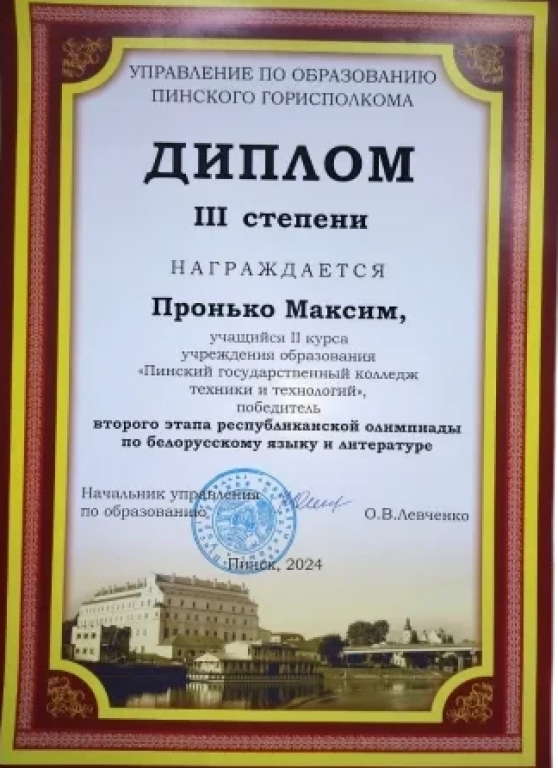 УПРАВЛЕНИЕ ПО ОБРАЗОВАНИЮ
ПИНСКОГО ГОРИСПОЛКОМА
ДИПЛОМ
III степени
НАГРАЖДАЕТСЯ
Пронько Максим,
учащийся II курса
учреждения образования
«Пинский государственный колледж
техники и технологий»,
победитель
второго этапа республиканской олимпиады
по белорусскому языку и литературе
Начальник управления
по образованию
О.В.Левченко
Пинск, 2024